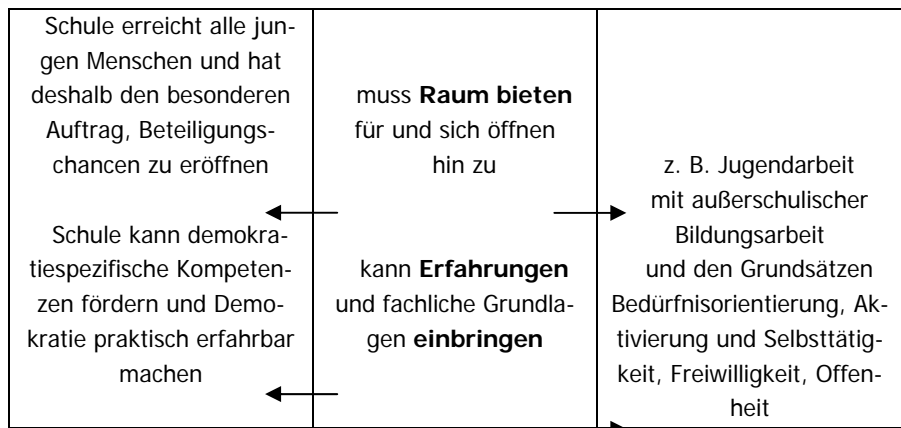 Schule erreicht alle jun-
gen Menschen und hat
deshalb den besonderen
Auftrag, Beteiligungs-
chancen zu eröffnen
Schule kann demokra-
tiespezifische Kompeten-
zen fördern und Demo-
kratie praktisch erfahrbar
machen
muss Raum bieten
für und sich öffnen
hin zu
kann Erfahrungen
und fachliche Grundla-
gen einbringen
z. B. Jugendarbeit
mit außerschulischer
Bildungsarbeit
und den Grundsätzen
Bedürfnisorientierung, Ak-
tivierung und Selbsttätig-
keit, Freiwilligkeit, Offen-
heit